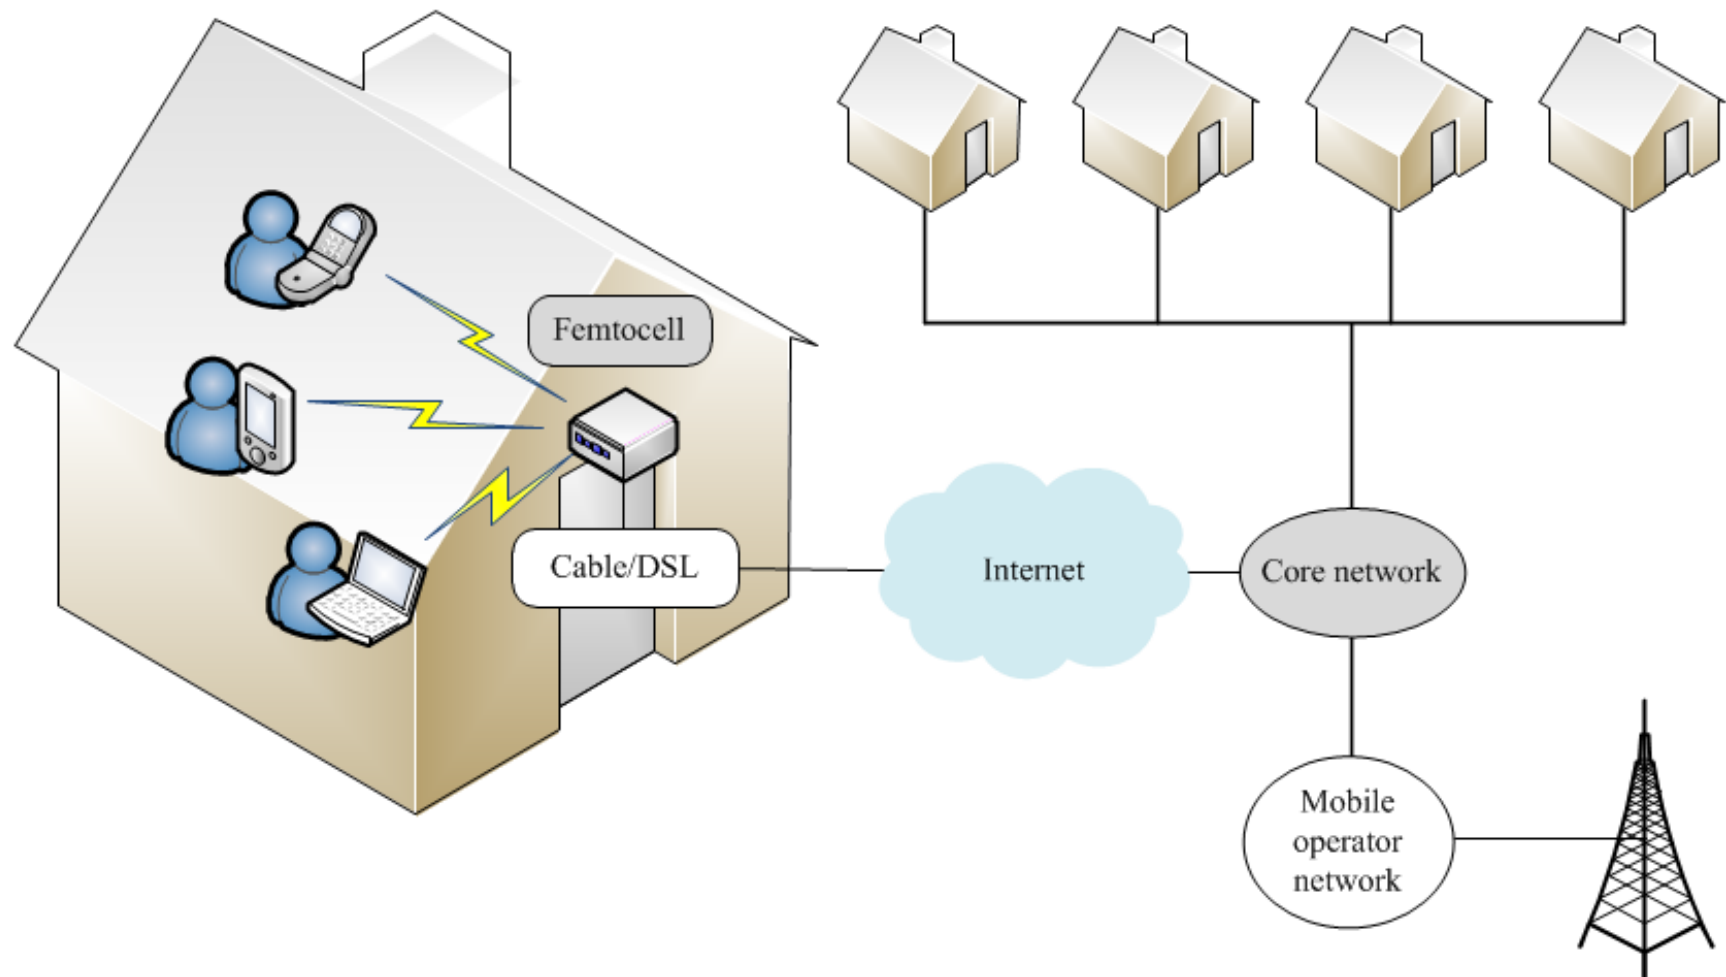 Femtocell
Cable/DSL
Internet
Core network
Mobile
operator
network